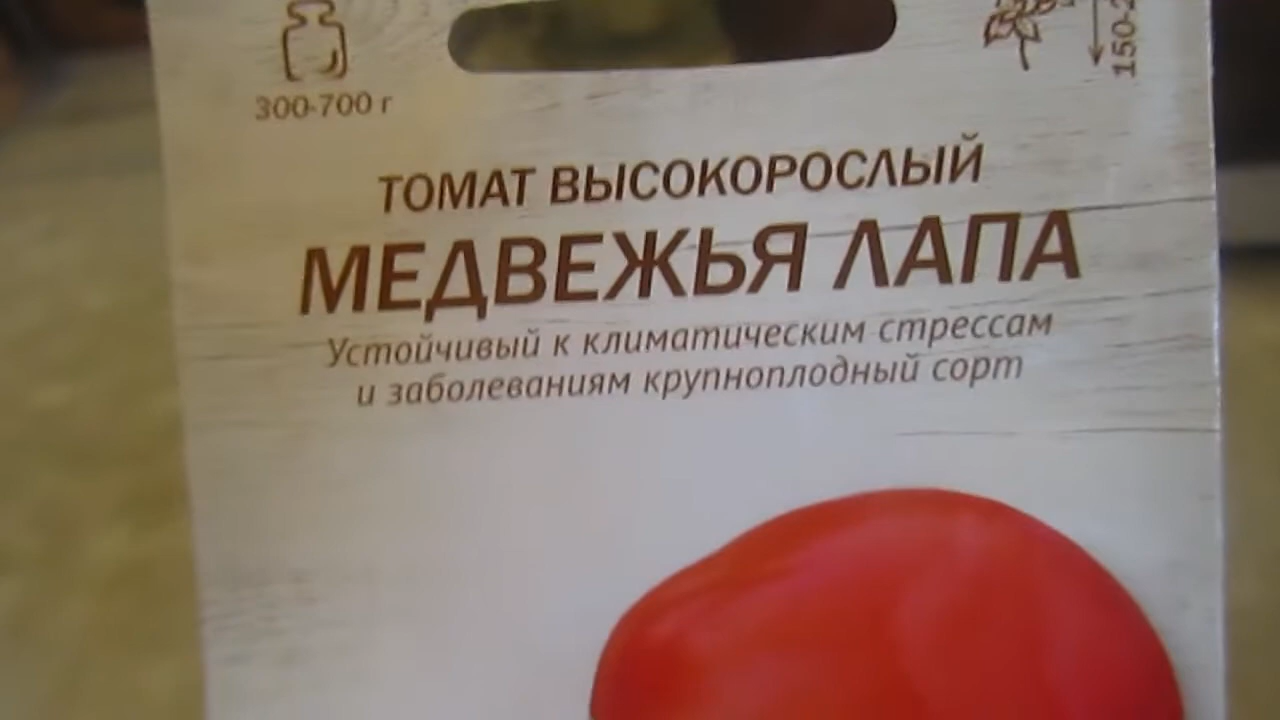 300-700 г
ТОМАТ ВЫСОКОРОСЛЫЙ
МЕДВЕЖЬЯ ЛАПА
Устойчивый к климатическим стрессам
и заболеваниям крупноплодный сорт